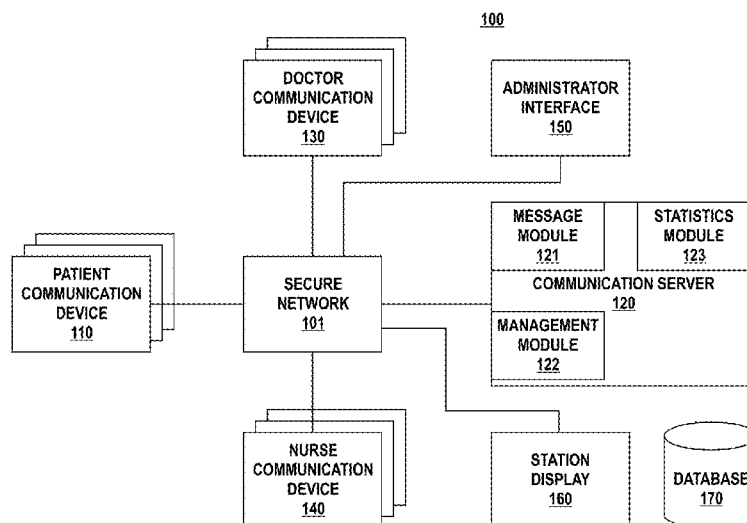 100
DOCTOR
COMMUNICATION
DEVICE
130
ADMINISTRATOR
INTERFACE
150
PATIENT
COMMUNICATION
DEVICE
110
SECURE
NETWORK
101
MESSAGE
MODULE
121
STATISTICS
MODULE
123
COMMUNICATION SERVER
120
MANAGEMENT
MODULE
122
NURSE
COMMUNICATION
DEVICE
140
STATION
DISPLAY
160
DATABASE
170